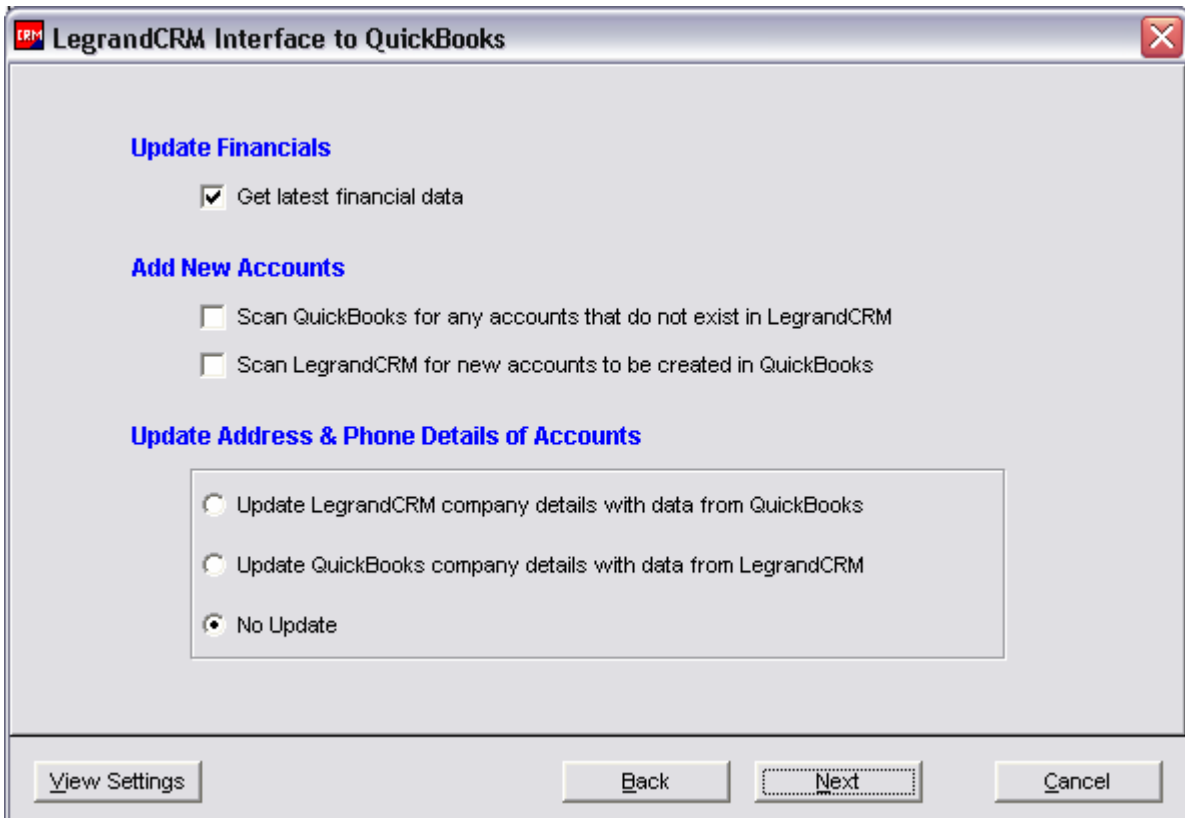 CRM LegrandCRM Interface to QuickBooks
Update Financials
Get latest financial data
Add New Accounts
Scan QuickBooks for any accounts that do not exist in LegrandCRM
Scan LegrandCRM for new accounts to be created in QuickBooks
Update Address & Phone Details of Accounts
Update LegrandCRM company details with data from QuickBooks
Update QuickBooks company details with data from LegrandCRM
No Update
View Settings Back Next Cancel